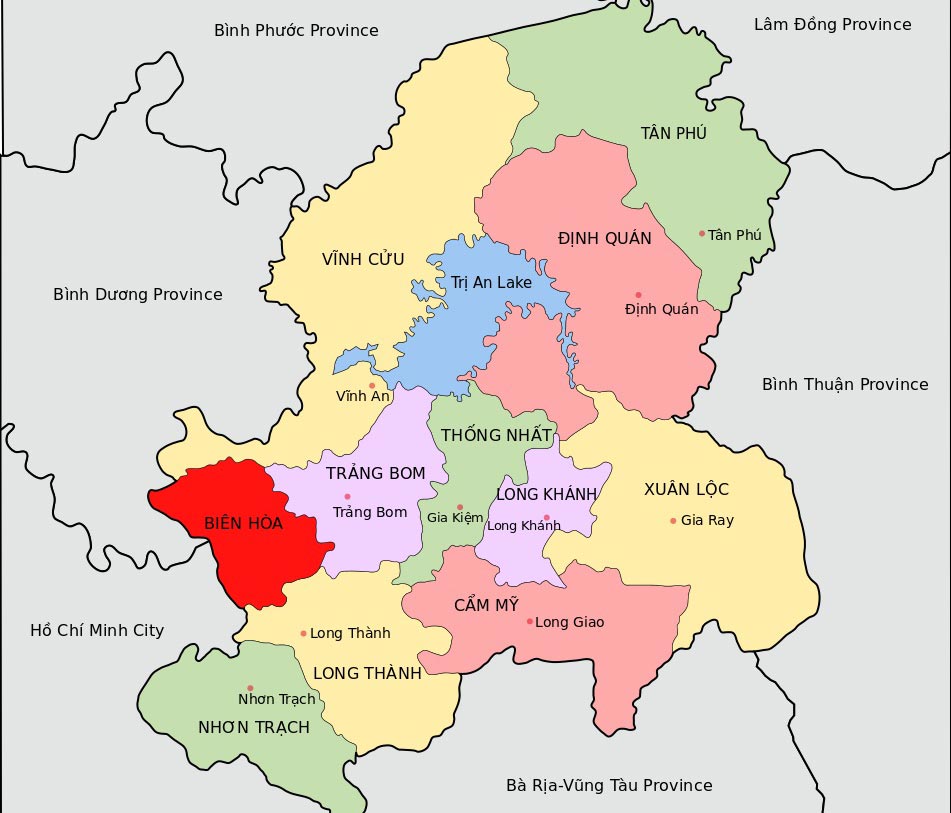 Lâm Đồng Province
Bình Phước Province
TÂN PHÚ
Tân Phú
ĐỊNH QUÁN
VĨNH CỬU
Trị An Lake
Bình Dương Province
Định Quán
Bình Thuận Province
Vĩnh An
THỐNG NHẤT
TRẢNG BOM
LONG KHÁNH
XUÂN LỘC
Trảng Bom
Gia Kiệm
Long Khánh
Gia Ray
BIÊN HÒA
CẨM MỸ
Long Giao
Hồ Chí Minh City
Long Thành
LONG THÀNH
Nhơn Trạch
NHƠN TRẠCH
Bà Rịa-Vũng Tàu Province